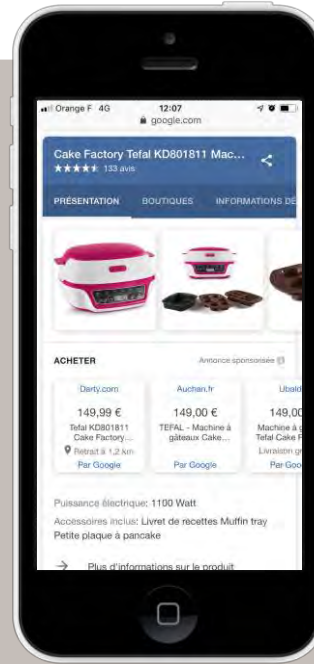 Orange F 4G 12:07
google.com
Cake Factory Tefal KD801811 Mac...
133 avis
PRÉSENTATION BOUTIQUES INFORMATIONS DÉ
ACHETER Annonce sponsorisée
Darty.com Auchan.fr Ubald
149,99 € 149,00 € 149,00
Tefal KD801811 TEFAL - Machine à Machine à g
Cake Factory... gâteaux Cake... Tefal Cake F
Retrait à 1,2 km Livraison gr
Par Google Par Google Par Goo
Puissance électrique: 1100 Watt
Accessoires inclus: Livret de recettes Muffin tray
Petite plaque à pancake
→ Plus d'informations sur le produit